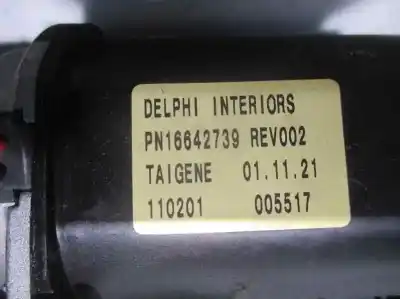 DELPHI INTERIORS
PN16642739 REV002
TAIGENE 01.11.21
110201 005517